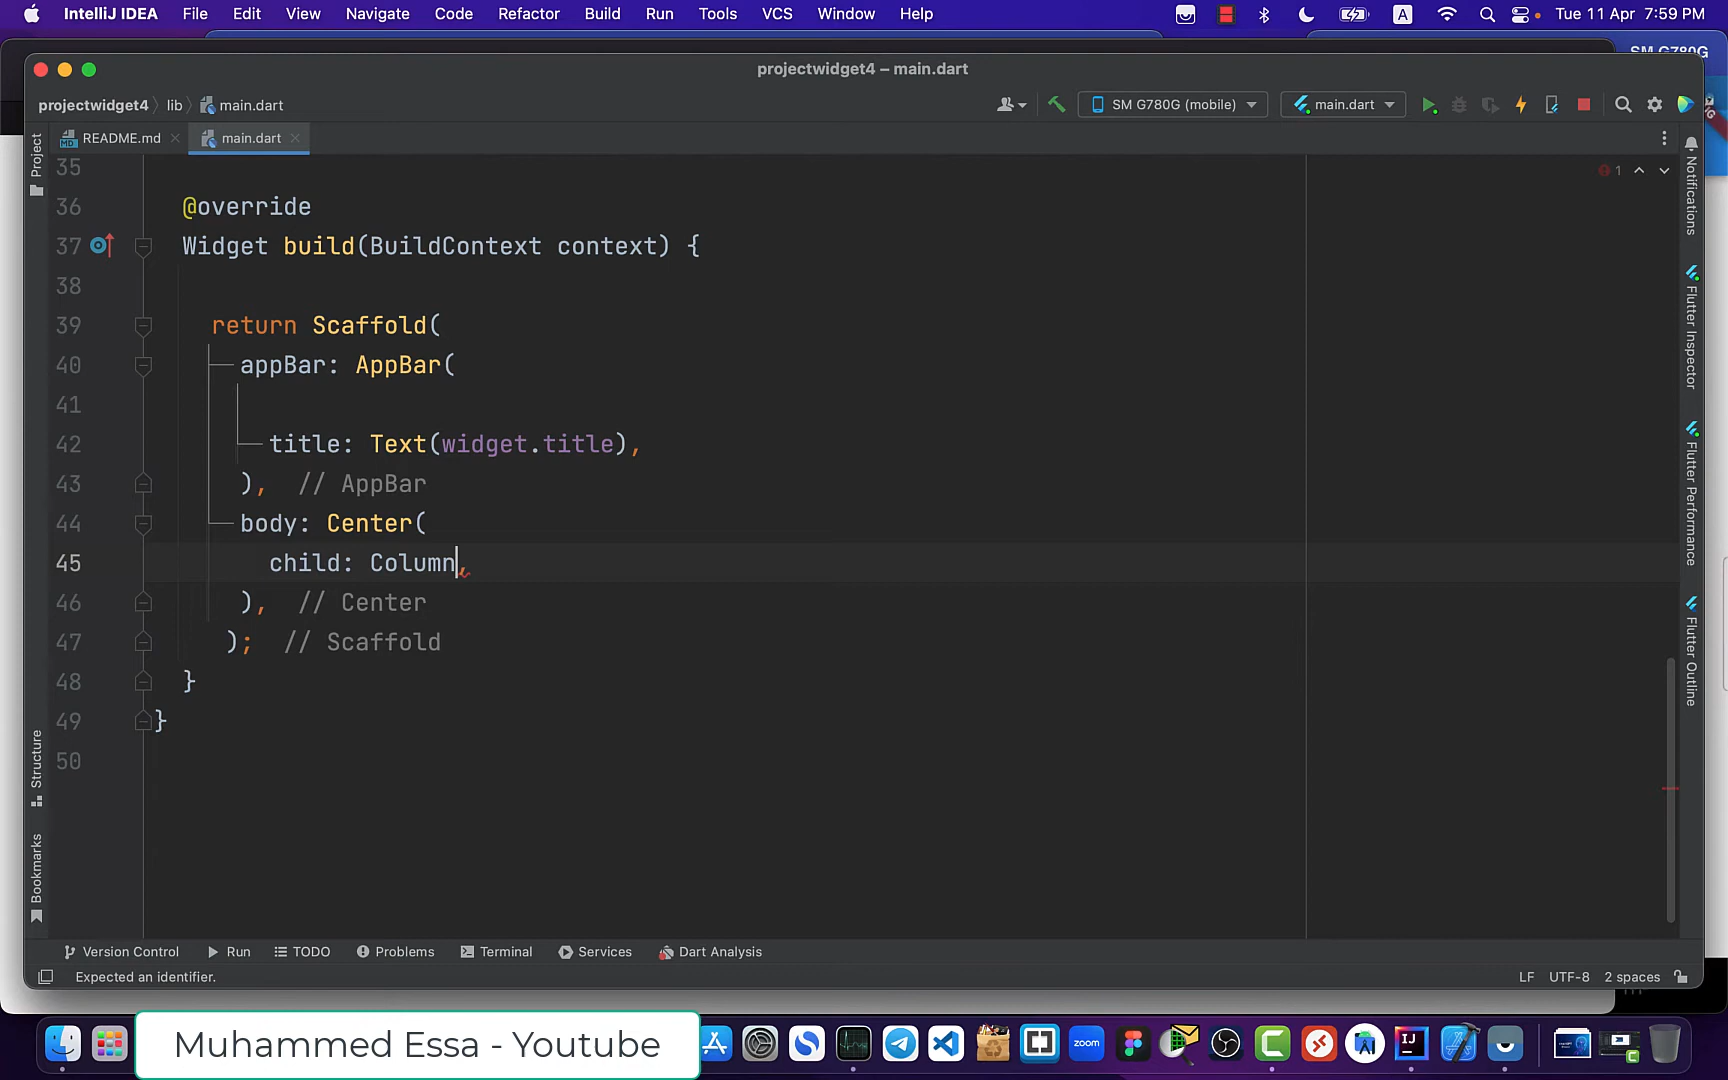 IntelliJ IDEA File Edit View Navigate Code Refactor Build Run Tools VCS Window Help A Tue 11 Apr 7:59 PM
SM G780G
projectwidget4 – main.dart
projectwidget4 lib main.dart SM G780G (mobile) main.dart
README.md main.dart
Project
Structure
Bookmarks
1
35
36 @override
37 Widget build(BuildContext context) {
38
39 return Scaffold(
40 appBar: AppBar(
41
42 title: Text(widget.title),
43 ), // AppBar
44 body: Center(
45 child: Column,
46 ), // Center
47 ); // Scaffold
48 }
49 }
50
Notifications
Flutter Inspector
Flutter Performance
Flutter Outline
Version Control Run TODO Problems Terminal Services Dart Analysis
Expected an identifier. LF UTF-8 2 spaces
Muhammed Essa - Youtube
zoom
IJ